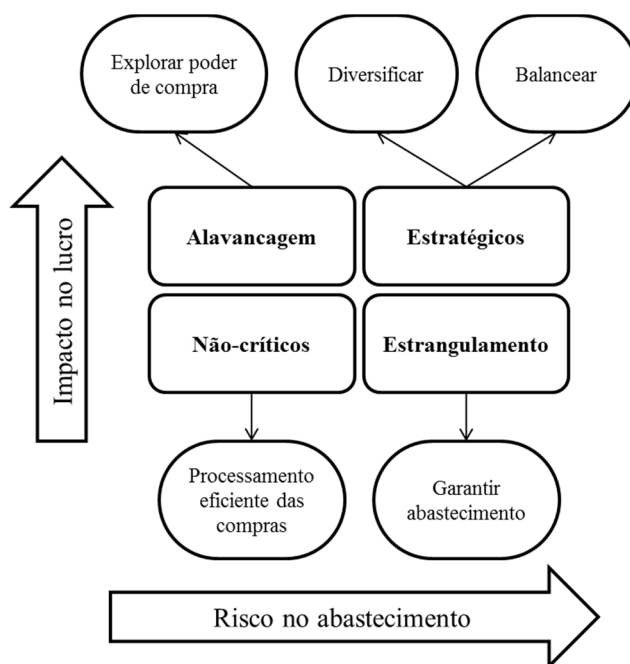 Explorar poder
de compra
Diversificar
Balancear
Impacto no lucro
Alavancagem
Estratégicos
Não-críticos
Estrangulamento
Processamento
eficiente das
compras
Garantir
abastecimento
Risco no abastecimento